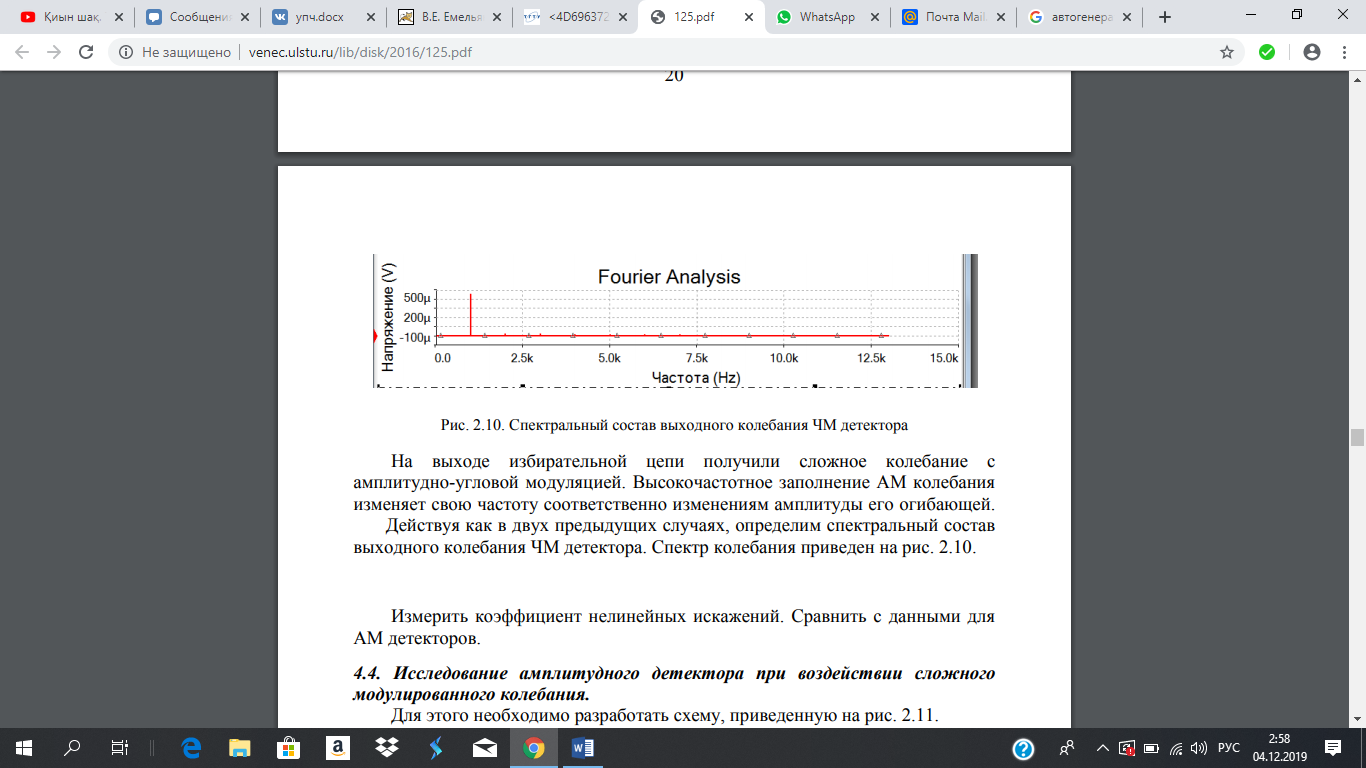 Қиын шақ
Сообщени
упч.docx
В.Е. Емелья
<4D696372
125.pdf
WhatsApp
Почта Mail
автогенера
Не защищено
venec.ulstu.ru/lib/disk/2016/125.pdf
20
Fourier Analysis
Напряжение (V)
500µ
200µ
-100µ
0.0 2.5k 5.0k 7.5k 10.0k 12.5k 15.0k
Частота (Hz)
Рис. 2.10. Спектральный состав выходного колебания ЧМ детектора
На выходе избирательной цепи получили сложное колебание с
амплитудно-угловой модуляцией. Высокочастотное заполнение АМ колебания
изменяет свою частоту соответственно изменениям амплитуды его огибающей.
Действуя как в двух предыдущих случаях, определим спектральный состав
выходного колебания ЧМ детектора. Спектр колебания приведен на рис. 2.10.
Измерить коэффициент нелинейных искажений. Сравнить с данными для
АМ детекторов.
4.4. Исследование амплитудного детектора при воздействии сложного
модулированного колебания.
Для этого необходимо разработать схему, приведенную на рис. 2.11.
РУС
2:58
04.12.2019